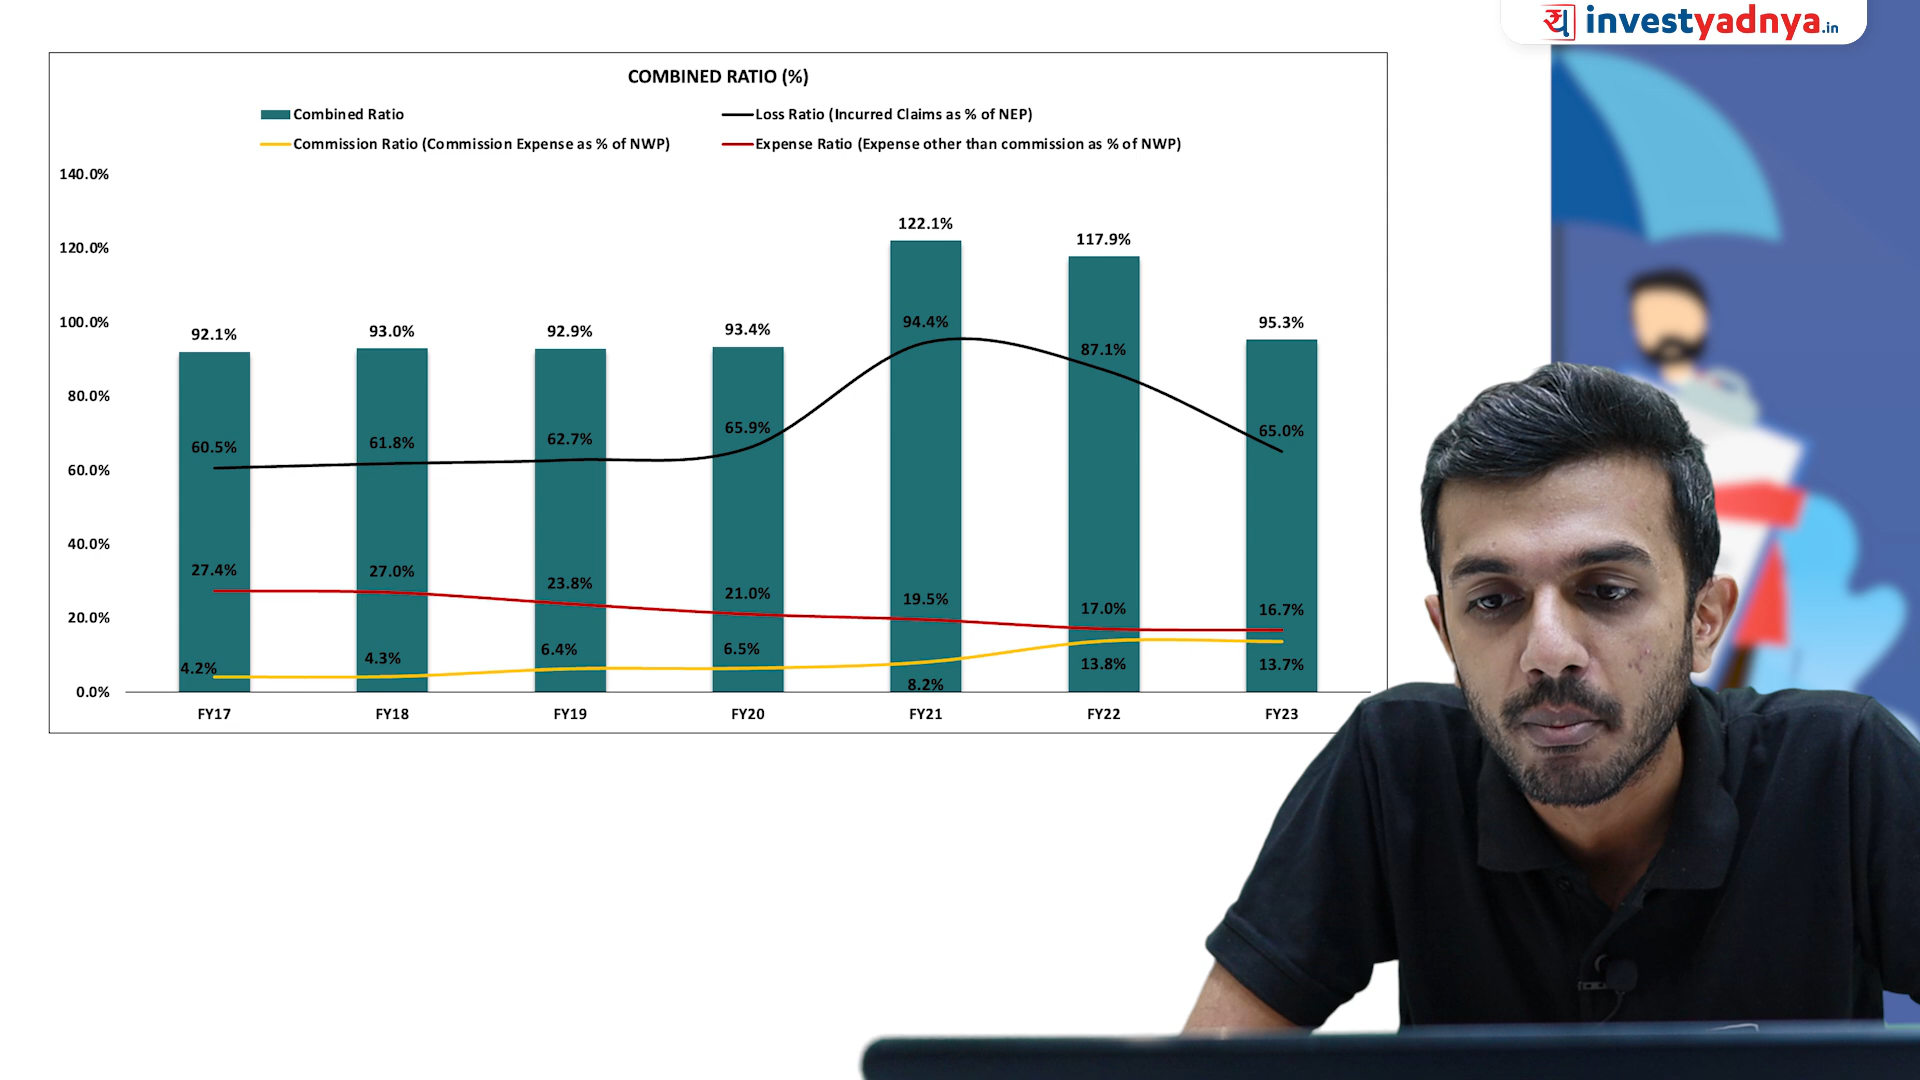 investyadnya.in
COMBINED RATIO (%)
Combined Ratio
Loss Ratio (Incurred Claims as % of NEP)
Commission Ratio (Commission Expense as % of NWP)
Expense Ratio (Expense other than commission as % of NWP)
140.0%
120.0%
100.0%
80.0%
60.0%
40.0%
20.0%
0.0%
92.1%
93.0%
92.9%
93.4%
122.1%
117.9%
95.3%
60.5%
61.8%
62.7%
65.9%
94.4%
87.1%
65.0%
27.4%
27.0%
23.8%
21.0%
19.5%
17.0%
16.7%
4.2%
4.3%
6.4%
6.5%
8.2%
13.8%
13.7%
FY17
FY18
FY19
FY20
FY21
FY22
FY23